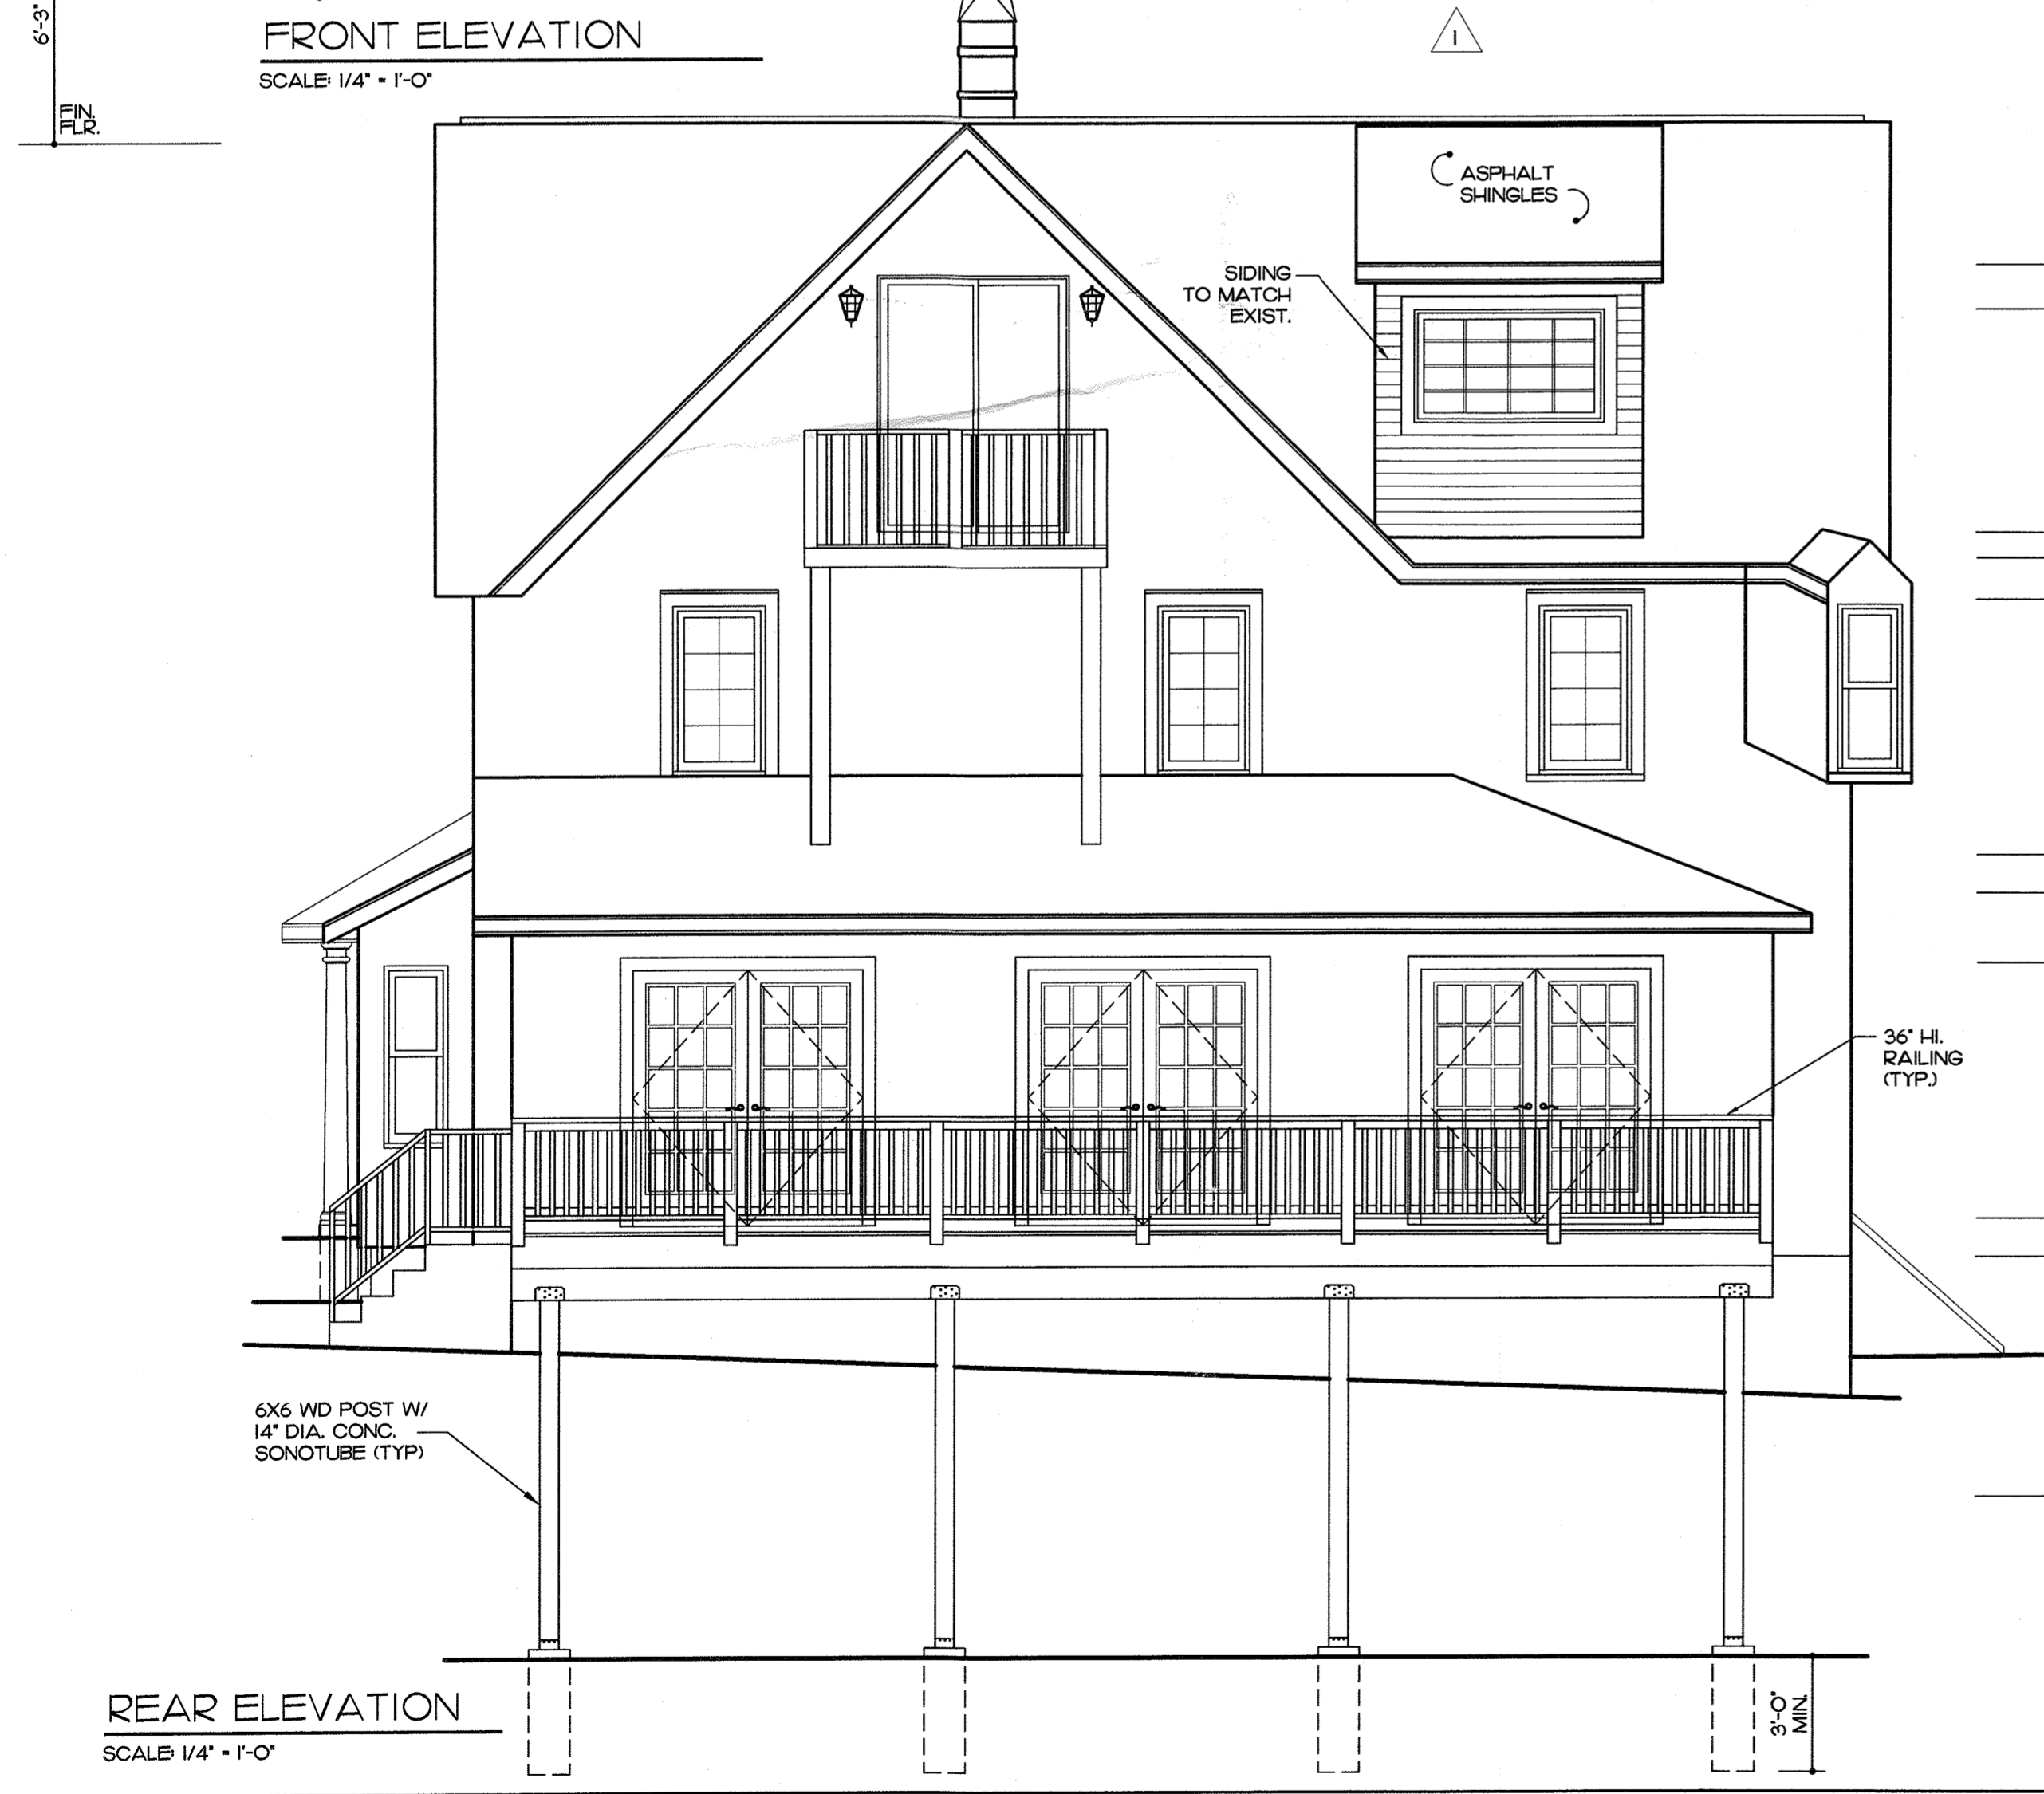 6'-3"
FRONT ELEVATION
SCALE: 1/4" = 1'-0"
FIN.
FLR.
1
ASPHALT
SHINGLES
SIDING
TO MATCH
EXIST.
36" HI.
RAILING
(TYP.)
6X6 WD POST W/
14" DIA. CONC.
SONOTUBE (TYP)
REAR ELEVATION
SCALE: 1/4" = 1'-0"
3'-0"
MIN.